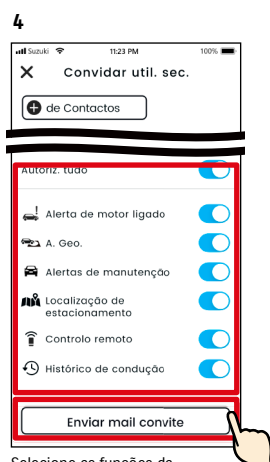 4
Suzuki 11:23 PM 100%
Convidar util. sec.
de Contactos
Autoriz. tudo
Alerta de motor ligado
A. Geo.
Alertas de manutenção
Localização de
estacionamento
Controlo remoto
Histórico de condução
Enviar mail convite
Selecione as funções de